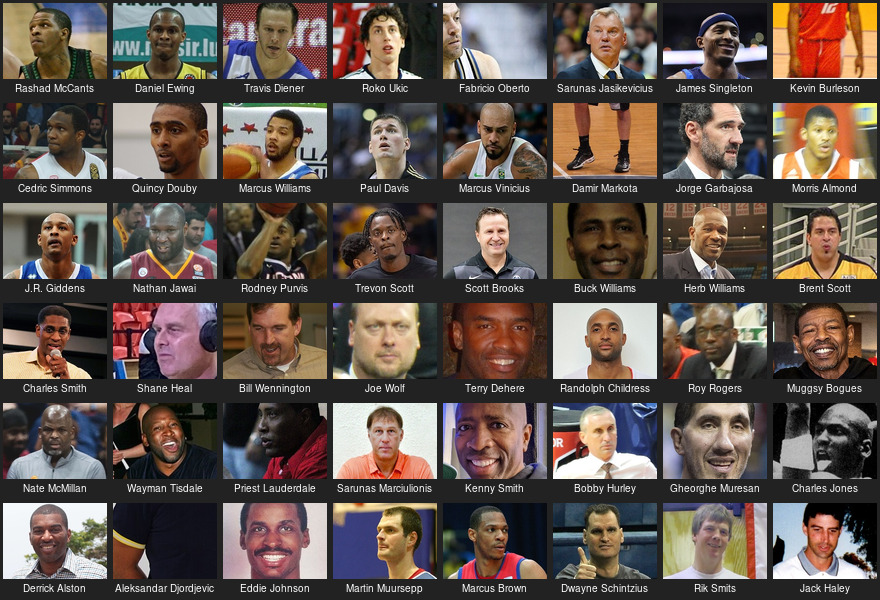 Rashad McCants
Daniel Ewing
Travis Diener
Roko Ukic
Fabricio Oberto
Sarunas Jasikevicius
James Singleton
Kevin Burleson
Cedric Simmons
Quincy Douby
Marcus Williams
Paul Davis
Marcus Vinicius
Damir Markota
Jorge Garbajosa
Morris Almond
J.R. Giddens
Nathan Jawai
Rodney Purvis
Trevon Scott
Scott Brooks
Buck Williams
Herb Williams
Brent Scott
Charles Smith
Shane Heal
Bill Wennington
Joe Wolf
Terry Dehere
Randolph Childress
Roy Rogers
Muggsy Bogues
Nate McMillan
Wayman Tisdale
Priest Lauderdale
Sarunas Marciulionis
Kenny Smith
Bobby Hurley
Gheorghe Muresan
Charles Jones
Derrick Alston
Aleksandar Djordjevic
Eddie Johnson
Martin Muursepp
Marcus Brown
Dwayne Schintzius
Rik Smits
Jack Haley